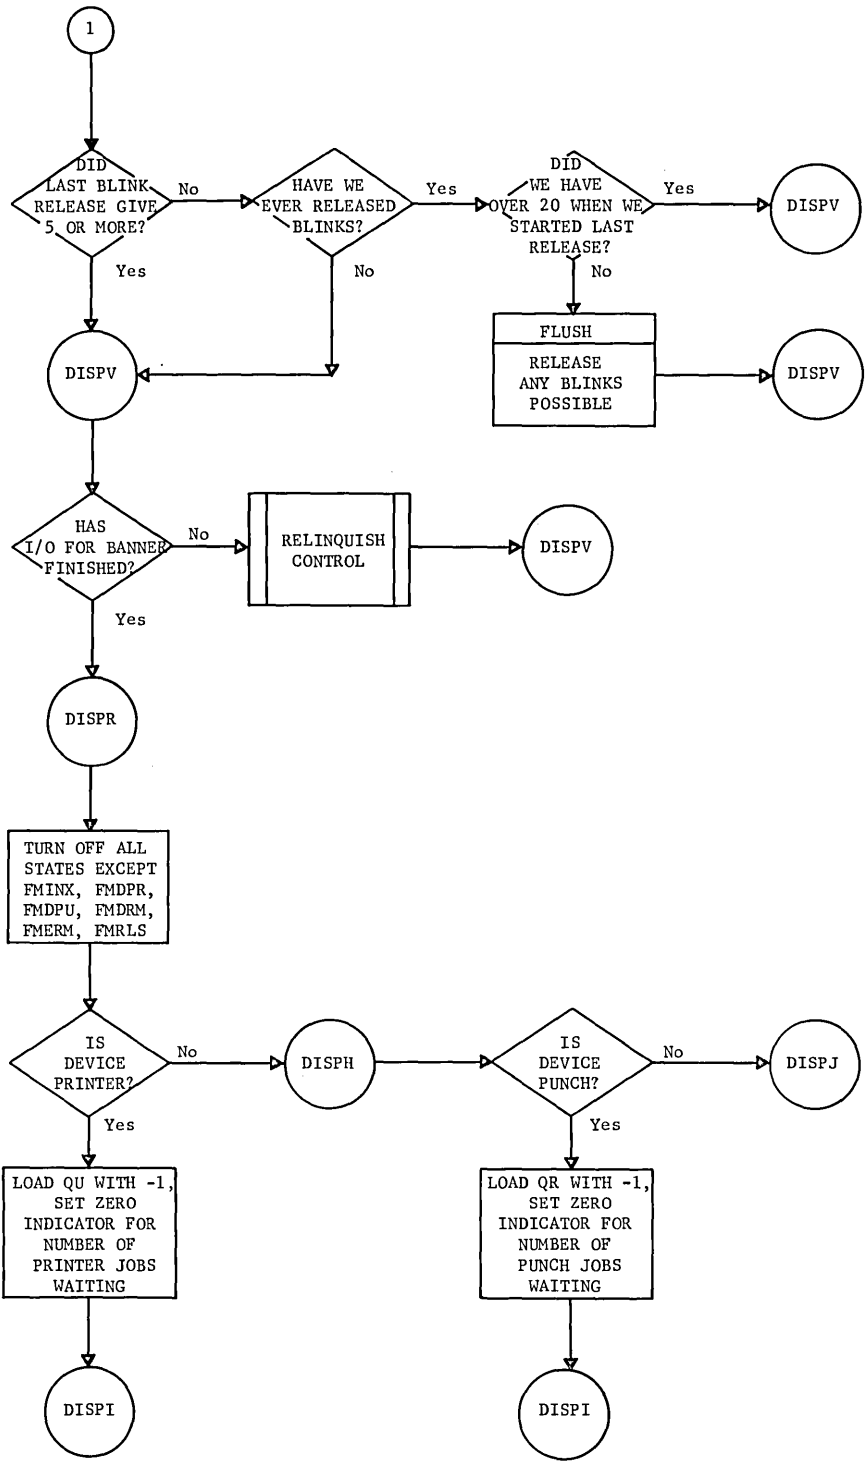 1
DID
LAST BLINK
RELEASE GIVE
5 OR MORE?
No
Yes
HAVE WE
EVER RELEASED
BLINKS?
Yes
No
DID
WE HAVE
OVER 20 WHEN WE
STARTED LAST
RELEASE?
Yes
No
DISPV
FLUSH
RELEASE
ANY BLINKS
POSSIBLE
DISPV
DISPV
HAS
I/O FOR BANNER
FINISHED?
No
Yes
RELINQUISH
CONTROL
DISPV
DISPR
TURN OFF ALL
STATES EXCEPT
FMINX, FMDPR,
FMDPU, FMDRM,
FMERM, FMRLS
IS
DEVICE
PRINTER?
No
Yes
DISPH
IS
DEVICE
PUNCH?
No
Yes
DISPJ
LOAD QU WITH -1,
SET ZERO
INDICATOR FOR
NUMBER OF
PRINTER JOBS
WAITING
LOAD QR WITH -1,
SET ZERO
INDICATOR FOR
NUMBER OF
PUNCH JOBS
WAITING
DISPI
DISPI